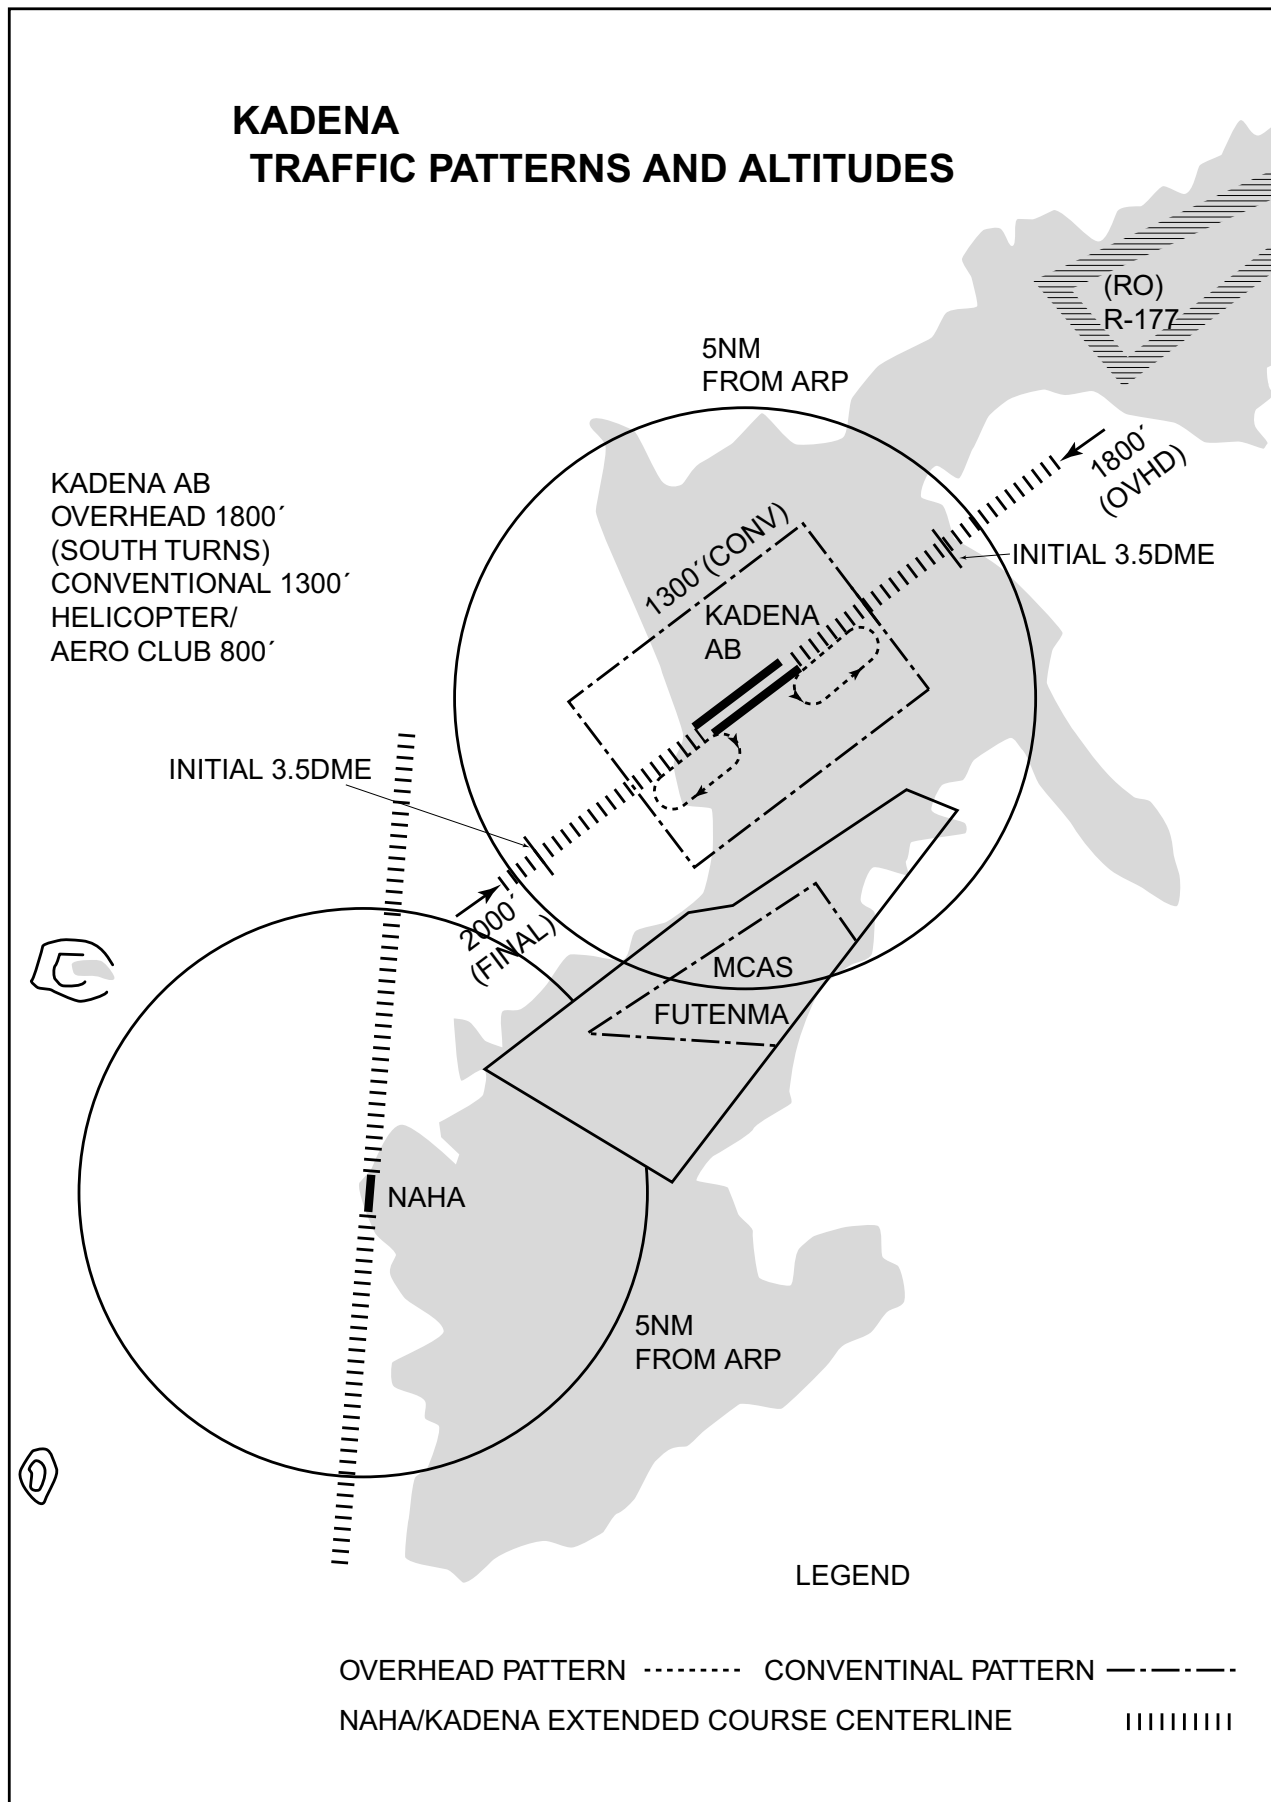 KADENA
TRAFFIC PATTERNS AND ALTITUDES
(RO)
R-177
5NM
FROM ARP
1800´
(OVHD)
KADENA AB
OVERHEAD 1800´
(SOUTH TURNS)
CONVENTIONAL 1300´
HELICOPTER/
AERO CLUB 800´
1300´(CONV)
INITIAL 3.5DME
KADENA
AB
INITIAL 3.5DME
2000´
(FINAL)
MCAS
FUTENMA
NAHA
5NM
FROM ARP
LEGEND
OVERHEAD PATTERN
CONVENTINAL PATTERN
NAHA/KADENA EXTENDED COURSE CENTERLINE